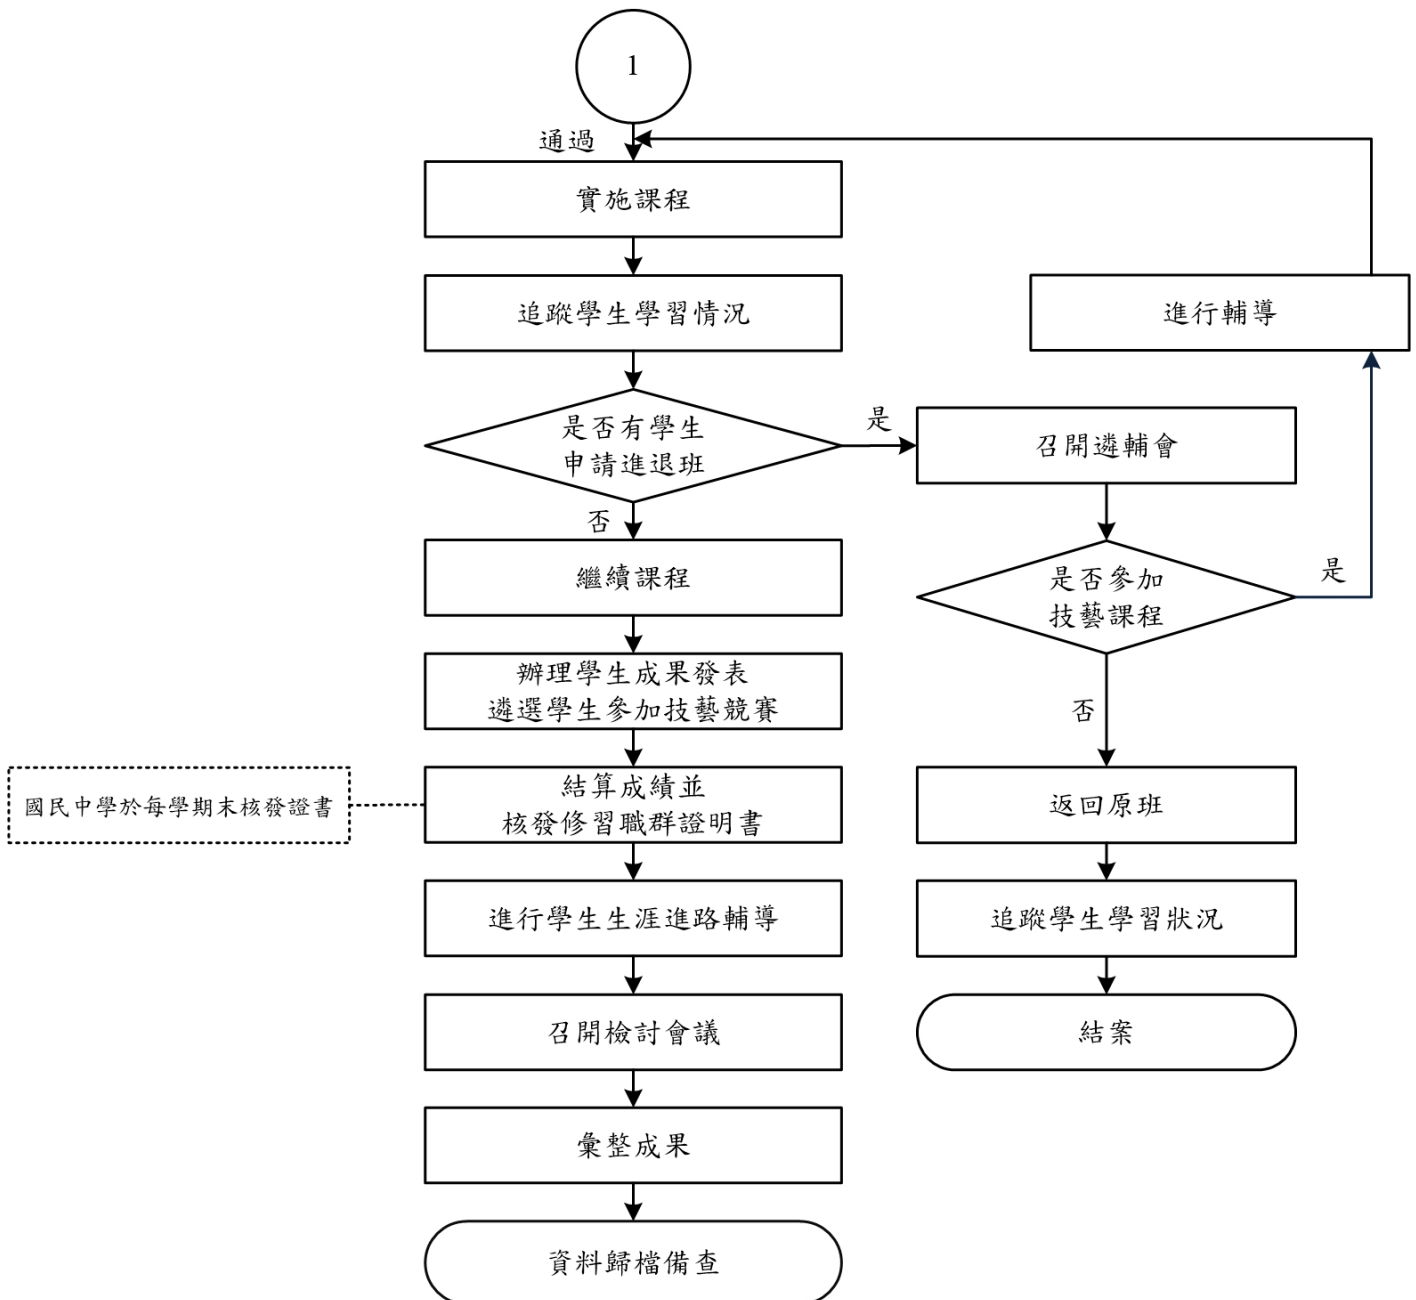 1
通過
實施課程
追蹤學生學習情況
進行輔導
是否有學生
申請進退班
是
召開遴輔會
否
繼續課程
是否參加
技藝課程
是
辦理學生成果發表
遴選學生參加技藝競賽
否
國民中學於每學期末核發證書
結算成績並
核發修習職群證明書
返回原班
進行學生生涯進路輔導
追蹤學生學習狀況
召開檢討會議
結案
彙整成果
資料歸檔備查